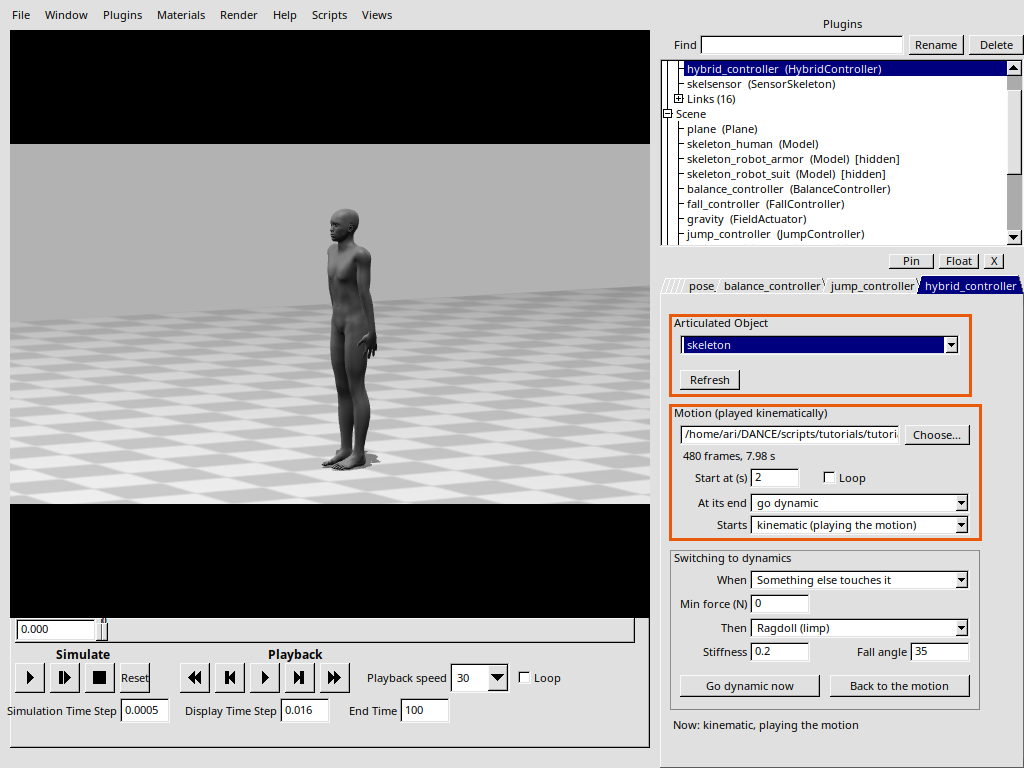 File Window Plugins Materials Render Help Scripts Views
Plugins
Find Rename Delete
hybrid_controller (HybridController)
skelsensor (SensorSkeleton)
Links (16)
Scene
plane (Plane)
skeleton_human (Model)
skeleton_robot_armor (Model) [hidden]
skeleton_robot_suit (Model) [hidden]
balance_controller (BalanceController)
fall_controller (FallController)
gravity (FieldActuator)
jump_controller (JumpController)
Pin Float X
pose balance_controller jump_controller hybrid_controller
Articulated Object
skeleton
Refresh
Motion (played kinematically)
/home/ari/DANCE/scripts/tutorials/tutori Choose...
480 frames, 7.98 s
Start at (s) 2 Loop
At its end go dynamic
Starts kinematic (playing the motion)
Switching to dynamics
When Something else touches it
Min force (N) 0
Then Ragdoll (limp)
Stiffness 0.2 Fall angle 35
Go dynamic now Back to the motion
Now: kinematic, playing the motion
0.000
Simulate Playback
Reset Playback speed 30 Loop
Simulation Time Step 0.0005 Display Time Step 0.016 End Time 100